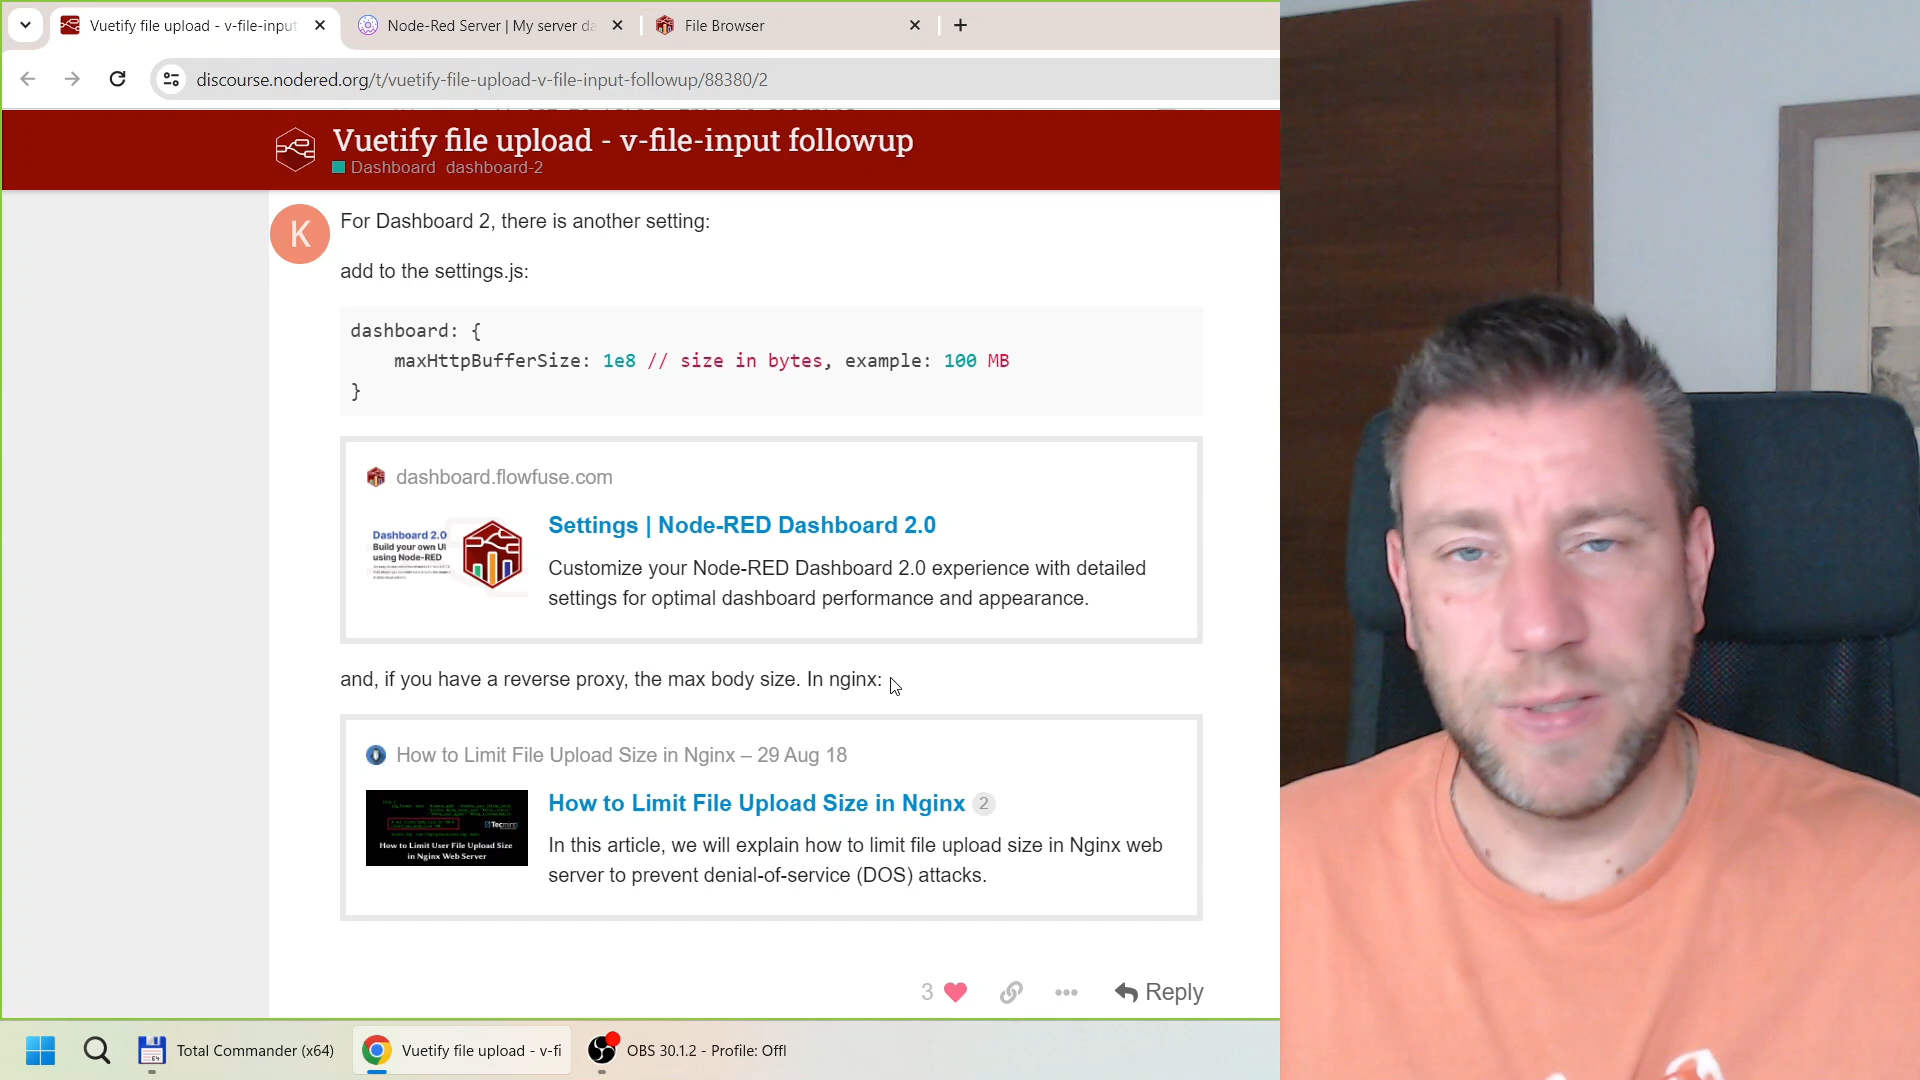 Vuetify file upload - v-file-input
Node-Red Server | My server da
File Browser
discourse.nodered.org/t/vuetify-file-upload-v-file-input-followup/88380/2
Vuetify file upload - v-file-input followup
Dashboard dashboard-2
K
For Dashboard 2, there is another setting:
add to the settings.js:
dashboard: {
maxHttpBufferSize: 1e8 // size in bytes, example: 100 MB
}
dashboard.flowfuse.com
Dashboard 2.0
Build your own UI
using Node-RED
Settings | Node-RED Dashboard 2.0
Customize your Node-RED Dashboard 2.0 experience with detailed
settings for optimal dashboard performance and appearance.
and, if you have a reverse proxy, the max body size. In nginx:
How to Limit File Upload Size in Nginx – 29 Aug 18
How to Limit User File Upload Size
in Nginx Web Server
How to Limit File Upload Size in Nginx 2
In this article, we will explain how to limit file upload size in Nginx web
server to prevent denial-of-service (DOS) attacks.
3
Reply
64
Total Commander (x64)
Vuetify file upload - v-fi
OBS 30.1.2 - Profile: Offl